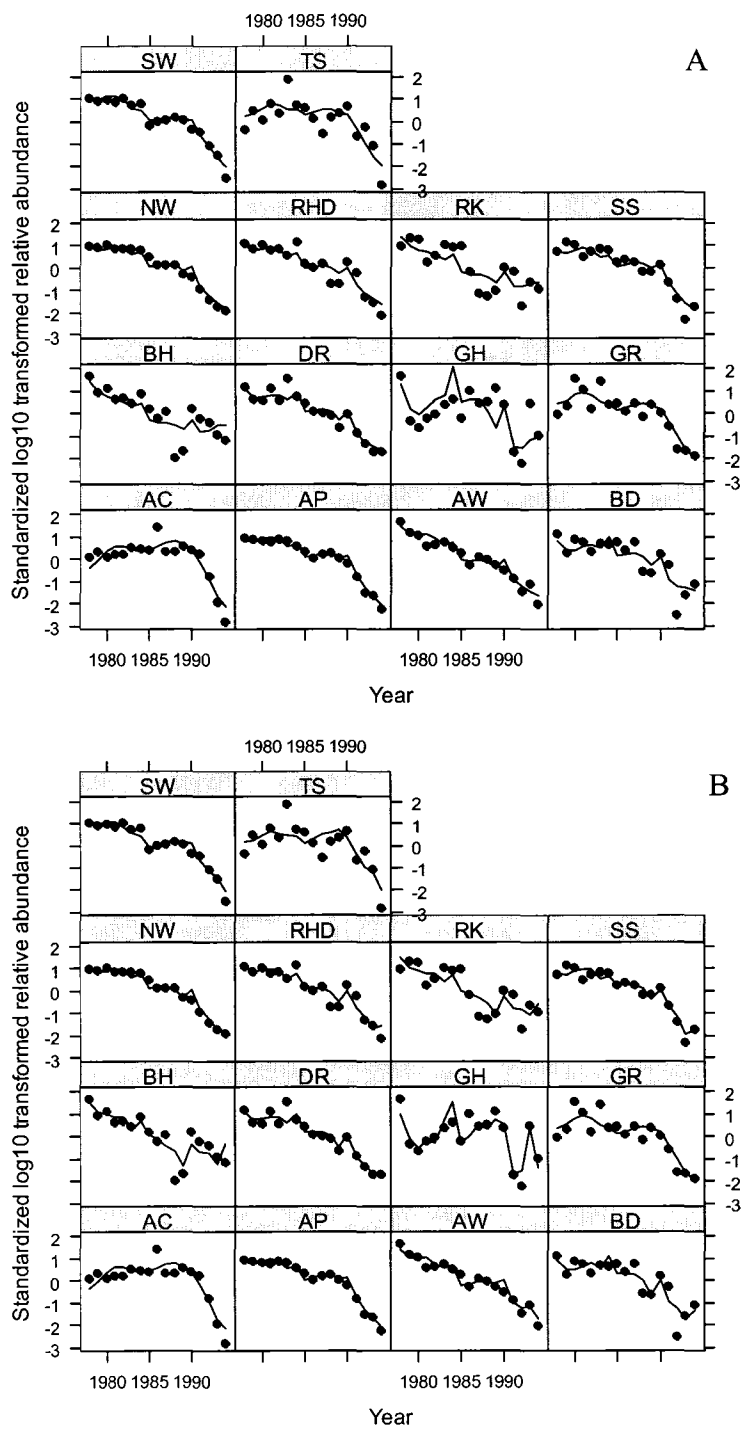 1980 1985 1990
A
SW TS
2
1
0
-1
-2
-3
NW RHD RK SS
2
1
0
-1
-2
-3
BH DR GH GR
2
1
0
-1
-2
-3
AC AP AW BD
2
1
0
-1
-2
-3
Standardized log10 transformed relative abundance
1980 1985 1990 1980 1985 1990
Year
1980 1985 1990
B
SW TS
2
1
0
-1
-2
-3
NW RHD RK SS
2
1
0
-1
-2
-3
BH DR GH GR
2
1
0
-1
-2
-3
AC AP AW BD
2
1
0
-1
-2
-3
Standardized log10 transformed relative abundance
1980 1985 1990 1980 1985 1990
Year